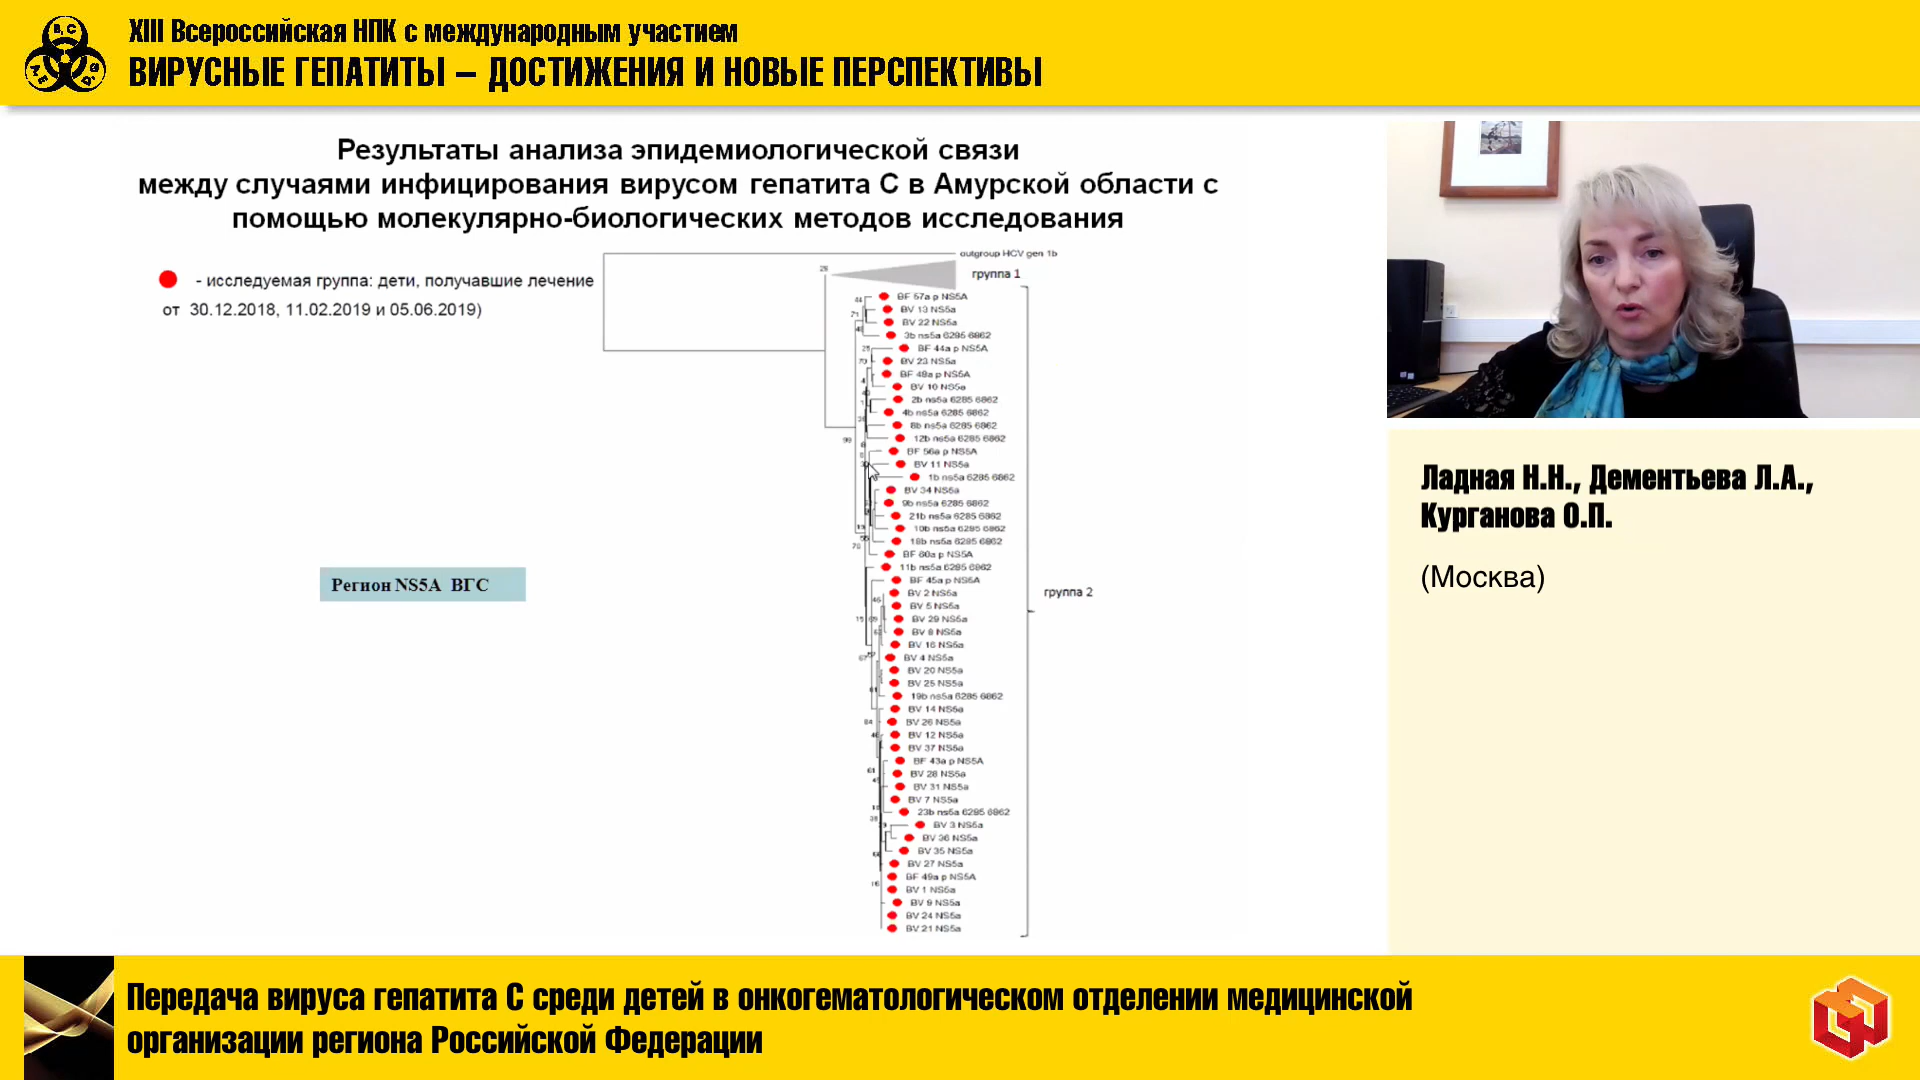 XIII Всероссийская НПК с международным участием
ВИРУСНЫЕ ГЕПАТИТЫ – ДОСТИЖЕНИЯ И НОВЫЕ ПЕРСПЕКТИВЫ
Результаты анализа эпидемиологической связи
между случаями инфицирования вирусом гепатита С в Амурской области с
помощью молекулярно-биологических методов исследования
- исследуемая группа: дети, получавшие лечение
от 30.12.2018, 11.02.2019 и 05.06.2019)
outgroup HCV gen 1b
группа 1
BF 57a p NS5A
BV 13 NS5a
BV 22 NS5a
3b ns5a 6285 6862
BF 44a p NS5A
BV 23 NS5a
BF 48a p NS5A
BV 10 NS5a
2b ns5a 6285 6862
4b ns5a 6285 6862
8b ns5a 6285 6862
12b ns5a 6285 6862
BF 56a p NS5A
BV 11 NS5a
1b ns5a 6285 6862
BV 34 NS5a
9b ns5a 6285 6862
21b ns5a 6285 6862
10b ns5a 6285 6862
18b ns5a 6285 6862
BF 60a p NS5A
11b ns5a 6285 6862
BF 45a p NS5A
BV 2 NS5a
BV 5 NS5a
BV 29 NS5a
BV 8 NS5a
BV 16 NS5a
BV 4 NS5a
BV 20 NS5a
BV 25 NS5a
19b ns5a 6285 6862
BV 14 NS5a
BV 26 NS5a
BV 12 NS5a
BV 37 NS5a
BF 43a p NS5A
BV 28 NS5a
BV 31 NS5a
BV 7 NS5a
23b ns5a 6285 6862
BV 3 NS5a
BV 36 NS5a
BV 35 NS5a
BV 27 NS5a
BF 49a p NS5A
BV 1 NS5a
BV 9 NS5a
BV 24 NS5a
BV 21 NS5a
группа 2
Регион NS5A ВГС
Ладная Н.Н., Дементьева Л.А.,
Курганова О.П.
(Москва)
Передача вируса гепатита С среди детей в онкогематологическом отделении медицинской
организации региона Российской Федерации